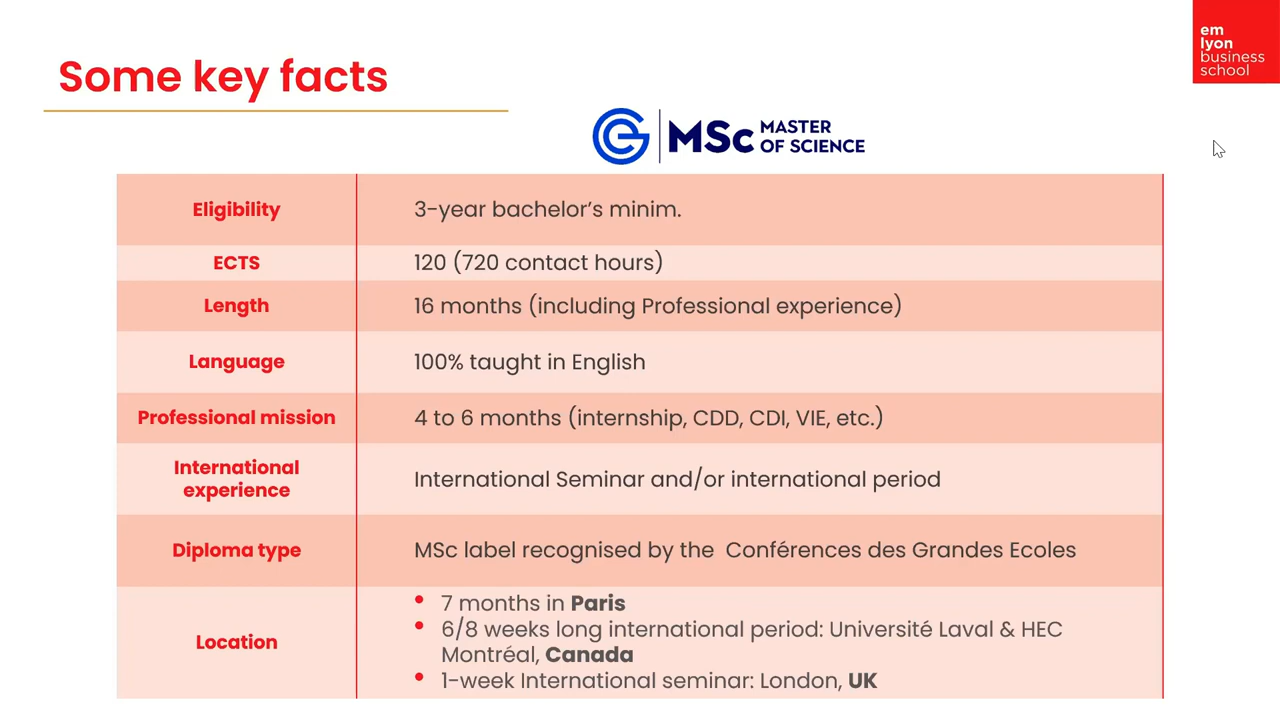 em
lyon
business
school
Some key facts
MSc MASTER
OF SCIENCE
Eligibility
3-year bachelor's minim.
ECTS
120 (720 contact hours)
Length
16 months (including Professional experience)
Language
100% taught in English
Professional mission
4 to 6 months (internship, CDD, CDI, VIE, etc.)
International
experience
International Seminar and/or international period
Diploma type
MSc label recognised by the Conférences des Grandes Ecoles
Location
• 7 months in Paris
• 6/8 weeks long international period: Université Laval & HEC
Montréal, Canada
• 1-week International seminar: London, UK